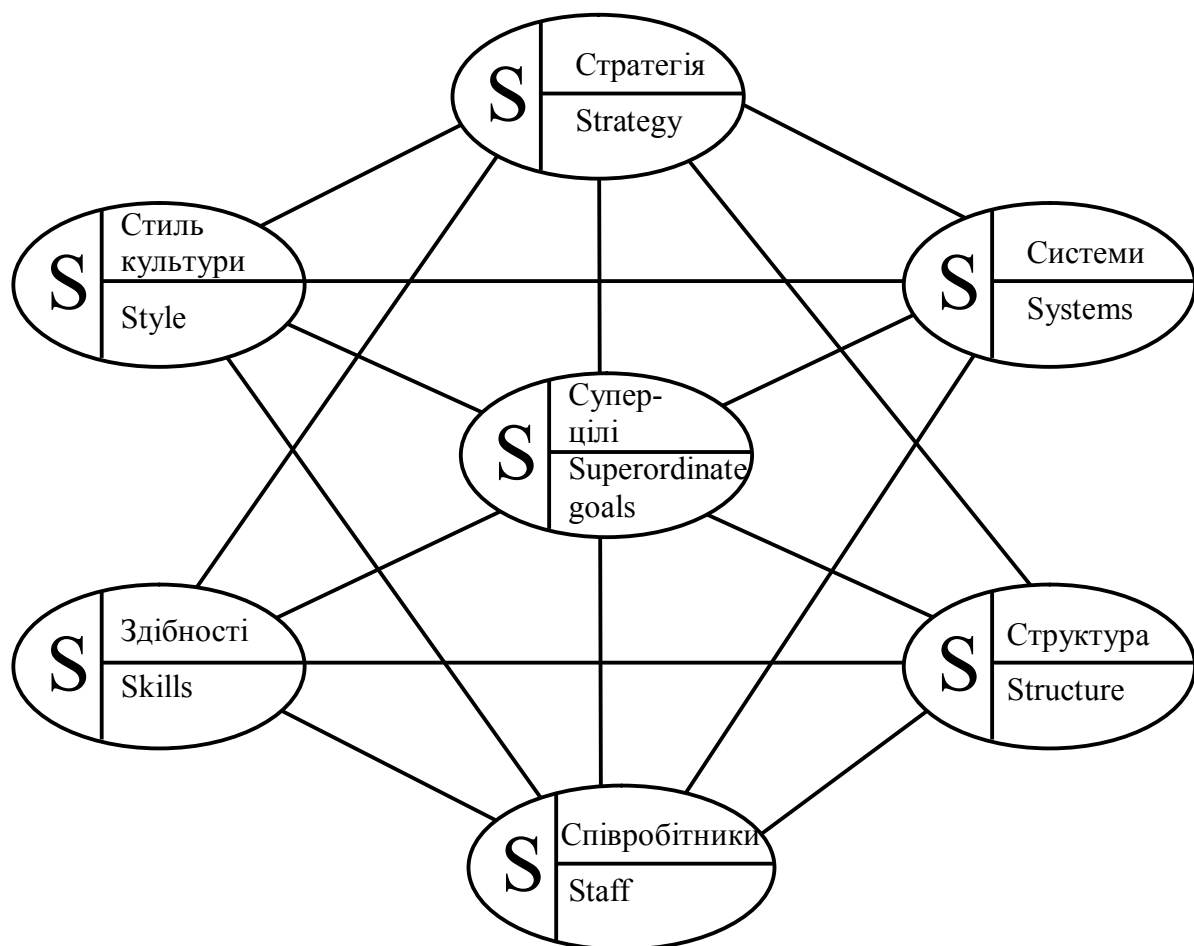 S
Стратегія
Strategy
S
Стиль
культури
Style
S
Системи
Systems
S
Супер-
цілі
Superordinate
goals
S
Здібності
Skills
S
Структура
Structure
S
Співробітники
Staff